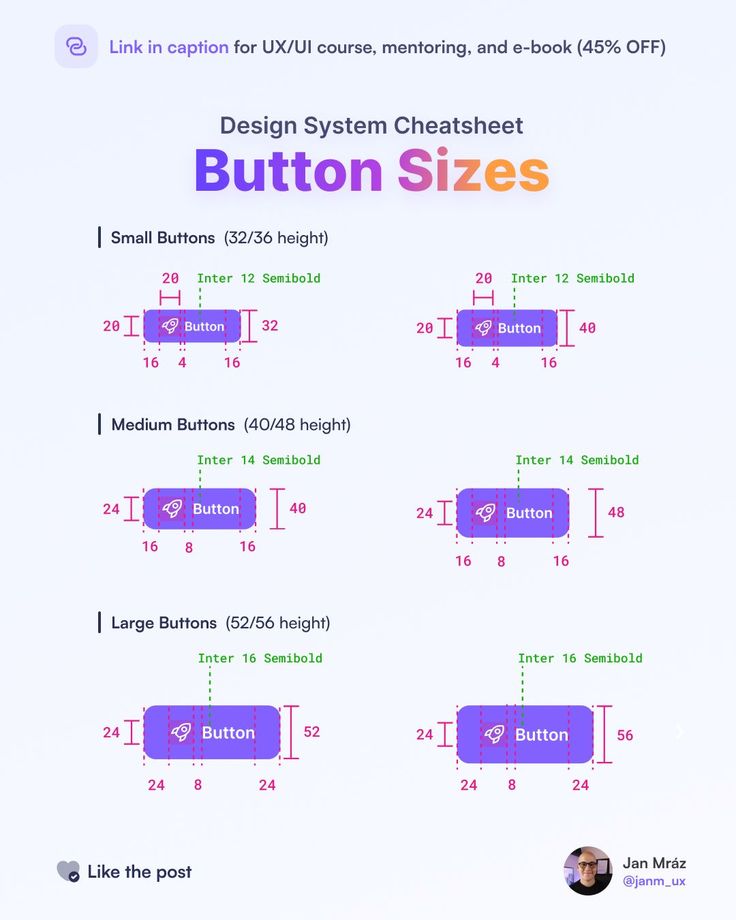 Link in caption for UX/UI course, mentoring, and e-book (45% OFF)
Design System Cheatsheet
Button Sizes
Small Buttons (32/36 height)
20 Inter 12 Semibold
20 Button 32
16 4 16
20 Inter 12 Semibold
20 Button 40
16 4 16
Medium Buttons (40/48 height)
Inter 14 Semibold
24 Button 40
16 8 16
Inter 14 Semibold
24 Button 48
16 8 16
Large Buttons (52/56 height)
Inter 16 Semibold
24 Button 52
24 8 24
Inter 16 Semibold
24 Button 56
24 8 24
Like the post
Jan Mráz
@janm_ux